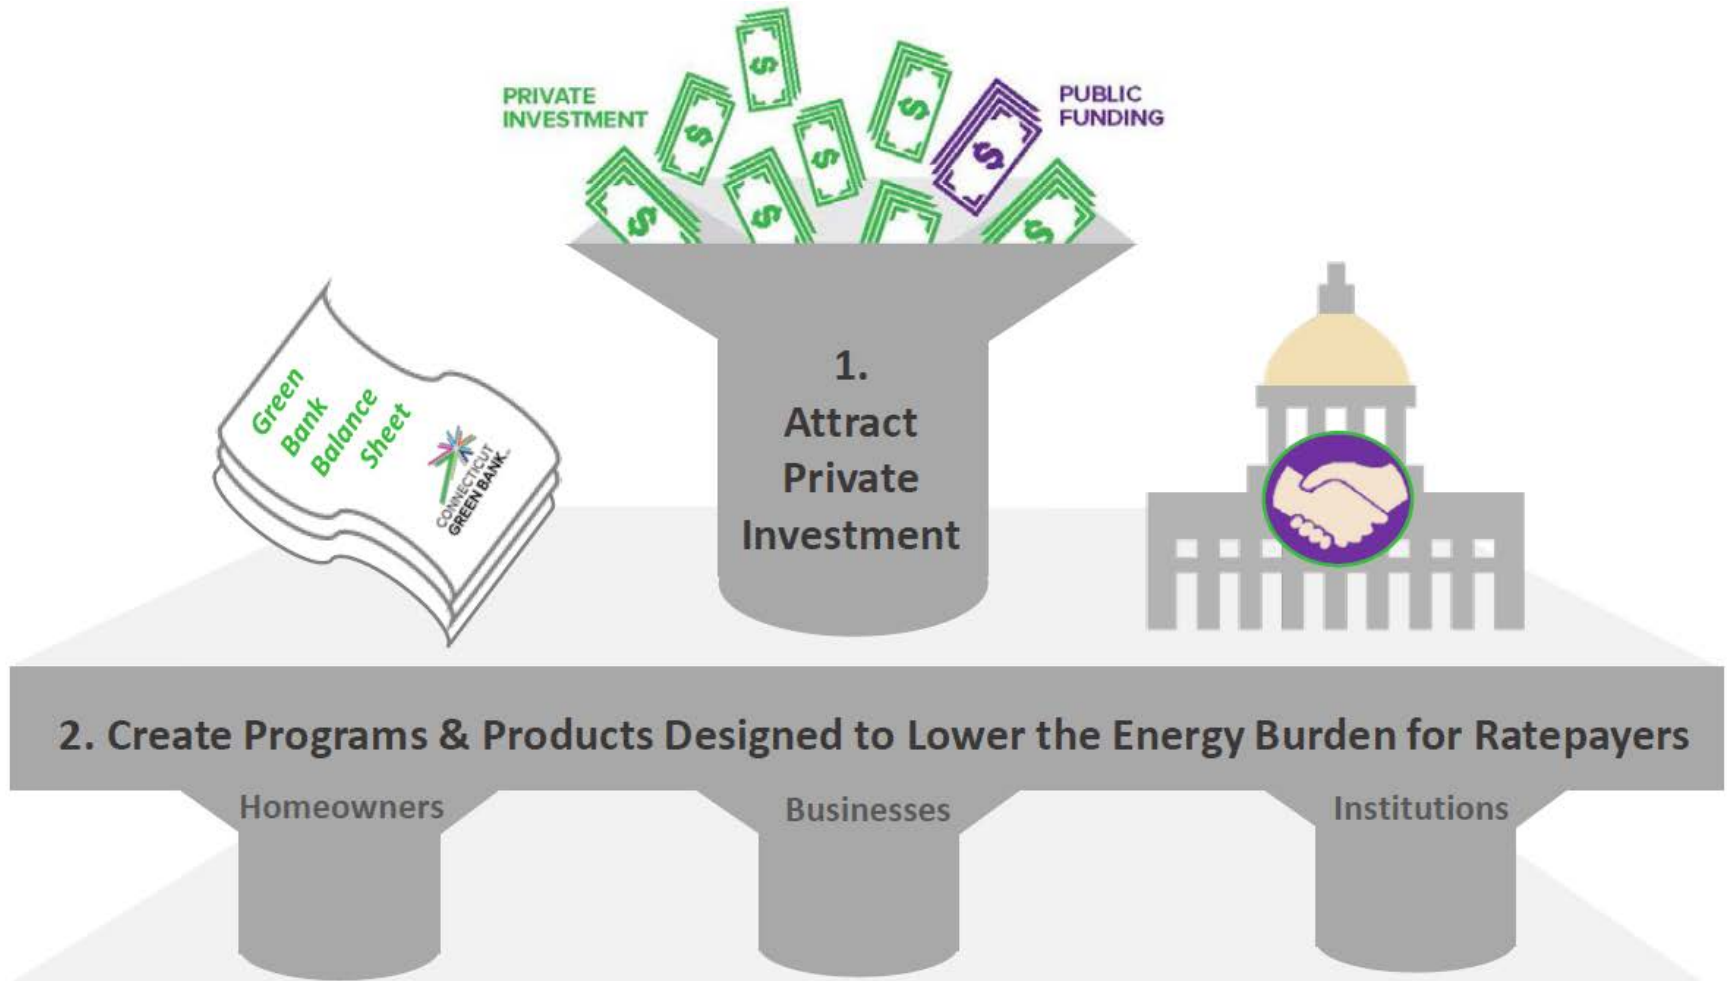 PRIVATE
INVESTMENT
PUBLIC
FUNDING
Green
Bank
Balance
Sheet
CONNECTICUT
GREEN BANK
1.
Attract
Private
Investment
2. Create Programs & Products Designed to Lower the Energy Burden for Ratepayers
Homeowners
Businesses
Institutions